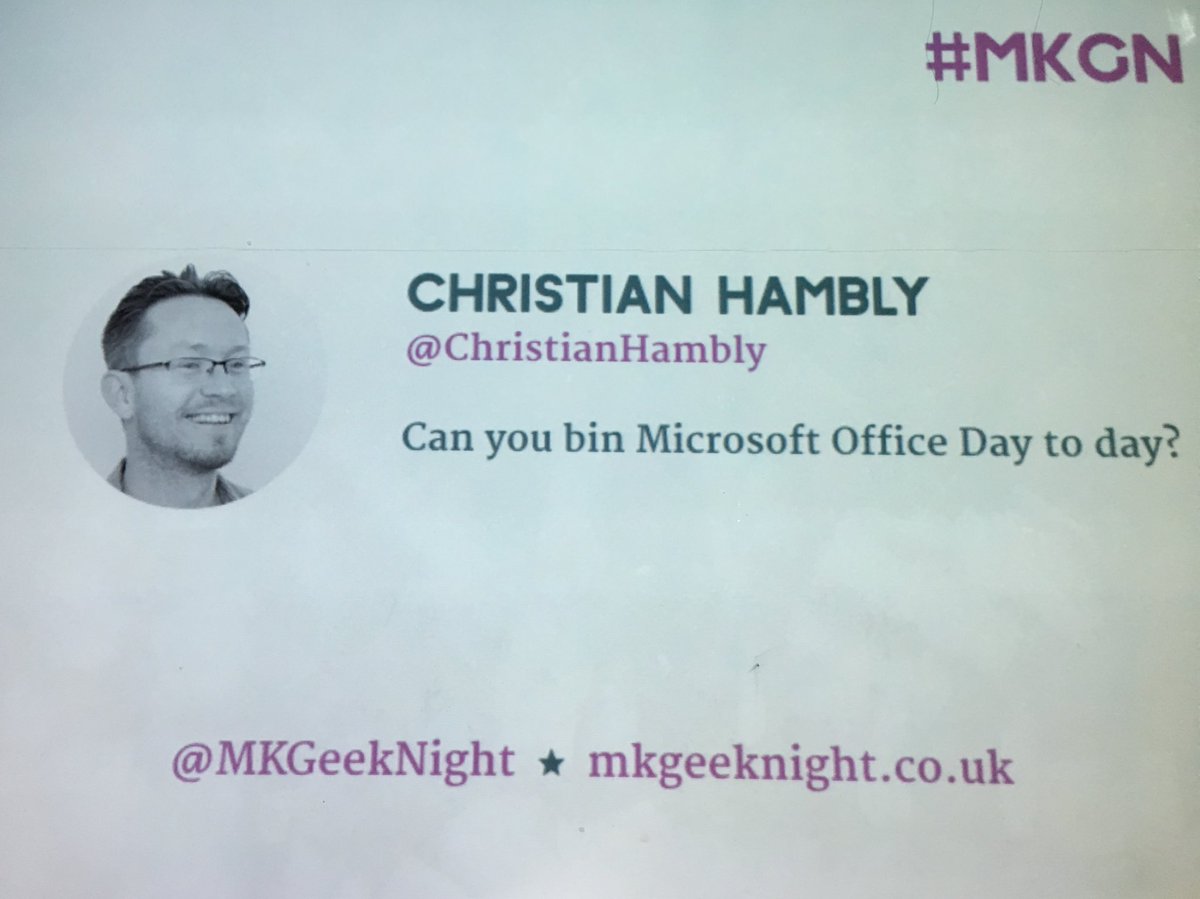 #MKGN
CHRISTIAN HAMBLY
@ChristianHambly
Can you bin Microsoft Office Day to day?
@MKGeekNight ★ mkgeeknight.co.uk